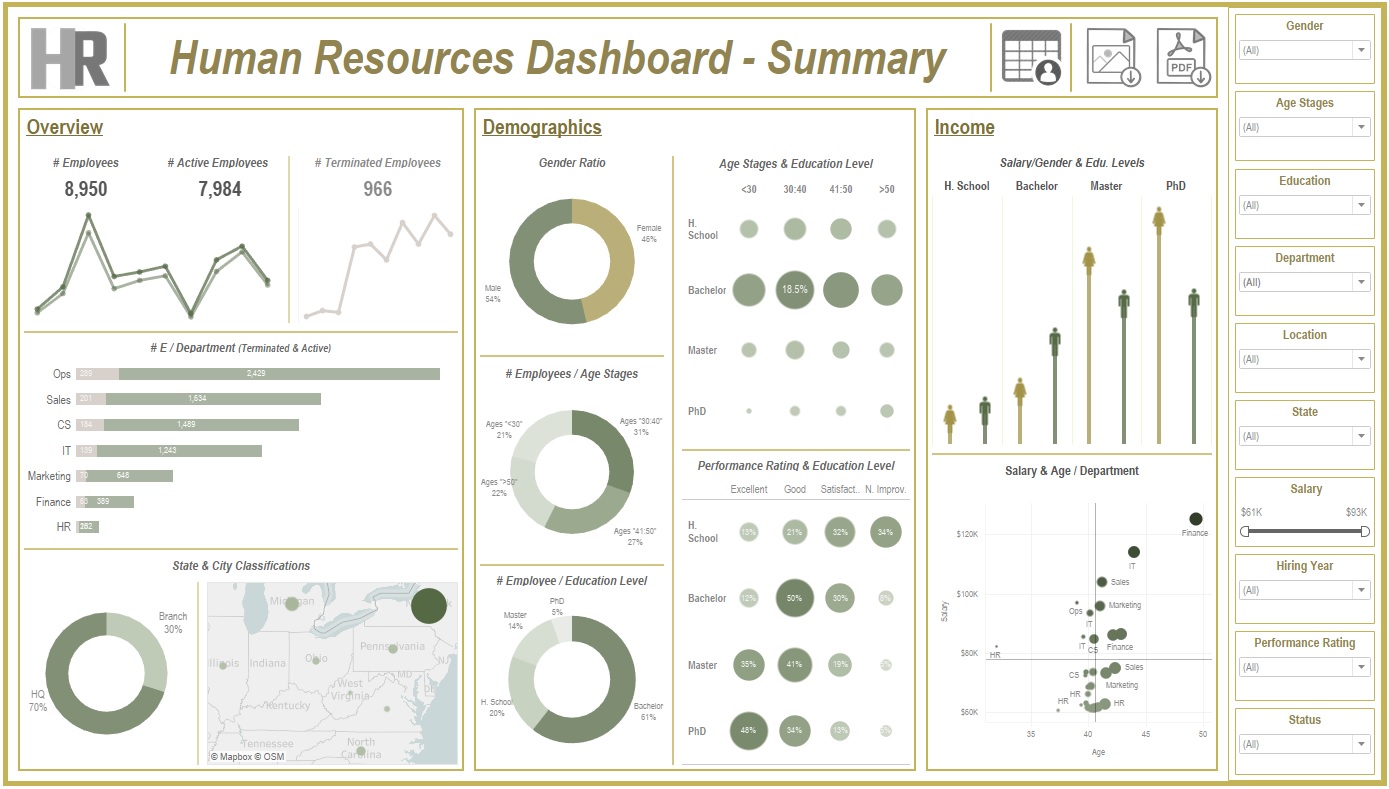 HR
Human Resources Dashboard - Summary
PDF
Overview
# Employees
8,950
# Active Employees
7,984
# Terminated Employees
966
# E / Department (Terminated & Active)
Ops 289 2,429
Sales 201 1,634
CS 184 1,489
IT 139 1,243
Marketing 70 646
Finance 389
HR
State & City Classifications
Branch
30%
HQ
70%
Michigan
Illinois
Indiana
Ohio
Pennsylvania
NJ
MD
DE
West
Virginia
Kentucky
Tennessee
North
Carolina
© Mapbox © OSM
Demographics
Gender Ratio
Female
46%
Male
54%
# Employees / Age Stages
Ages "<30"
21%
Ages "30:40"
31%
Ages ">50"
22%
Ages "41:50"
27%
# Employee / Education Level
PhD
5%
Master
14%
H. School
20%
Bachelor
61%
Age Stages & Education Level
<30 30:40 41:50 >50
H.
School
Bachelor 18.5%
Master
PhD
Performance Rating & Education Level
Excellent Good Satisfact.. N. Improv.
H.
School 13% 21% 32% 34%
Bachelor 12% 50% 30% 8%
Master 35% 41% 19%
PhD 48% 34% 13%
Income
Salary/Gender & Edu. Levels
H. School Bachelor Master PhD
Salary & Age / Department
Salary
$120K
$100K
$80K
$60K
Finance
IT
Sales
Ops
Marketing
IT
IT
CS
Finance
HR
Sales
CS
Marketing
HR
HR
HR
35 40 45 50
Age
Gender
(All)
Age Stages
(All)
Education
(All)
Department
(All)
Location
(All)
State
(All)
Salary
$61K $93K
Hiring Year
(All)
Performance Rating
(All)
Status
(All)